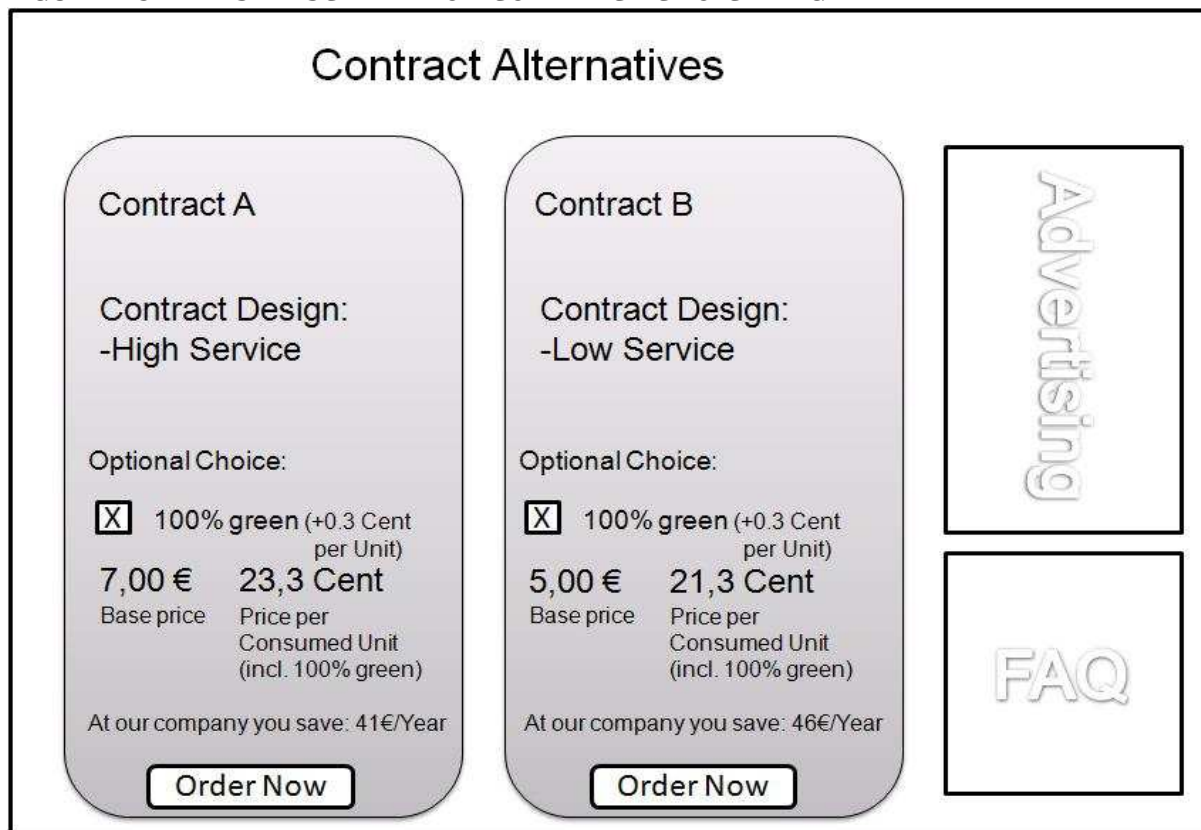 Contract Alternatives
Contract A
Contract Design:
-High Service
Optional Choice:
X 100% green (+0.3 Cent
per Unit)
7,00 € 23,3 Cent
Base price Price per
Consumed Unit
(incl. 100% green)
At our company you save: 41€/Year
Order Now
Contract B
Contract Design:
-Low Service
Optional Choice:
X 100% green (+0.3 Cent
per Unit)
5,00 € 21,3 Cent
Base price Price per
Consumed Unit
(incl. 100% green)
At our company you save: 46€/Year
Order Now
Advertising
FAQ